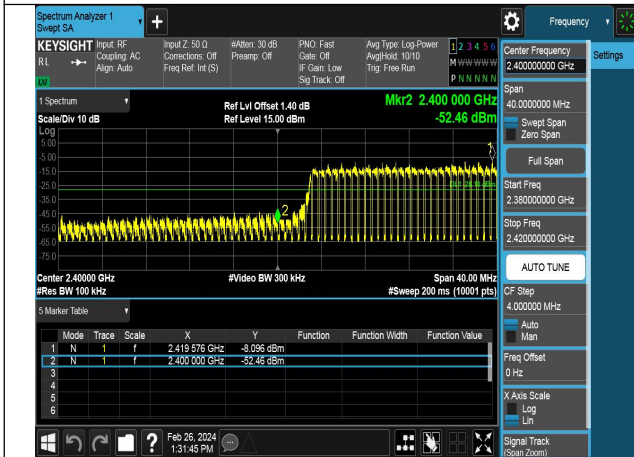 Spectrum Analyzer 1
Swept SA
Frequency
KEYSIGHT
RL
Input: RF
Coupling: AC
Align: Auto
Input Z: 50 Ω
Corrections: Off
Freq Ref: Int (S)
#Atten: 30 dB
Preamp: Off
PNO: Fast
Gate: Off
IF Gain: Low
Sig Track: Off
Avg Type: Log-Power
Avg|Hold: 10/10
Trig: Free Run
1 2 3 4 5 6
M W W W W W
P N N N N N
LXI
1 Spectrum
Scale/Div 10 dB
Ref Lvl Offset 1.40 dB
Ref Level 15.00 dBm
Mkr2 2.400 000 GHz
-52.46 dBm
Log
5.00
-5.00
-15.0
-25.0
-35.0
-45.0
-55.0
-65.0
-75.0
1
2
Center 2.40000 GHz
#Res BW 100 kHz
#Video BW 300 kHz
Span 40.00 MHz
#Sweep 200 ms (10001 pts)
5 Marker Table
Mode Trace Scale X Y Function Function Width Function Value
1 N 1 f 2.419 576 GHz -8.096 dBm
2 N 1 f 2.400 000 GHz -52.46 dBm
3
4
5
6
Feb 26, 2024
1:31:45 PM
Center Frequency
2.400000000 GHz
Settings
Span
40.0000000 MHz
Swept Span
Zero Span
Full Span
Start Freq
2.380000000 GHz
Stop Freq
2.420000000 GHz
AUTO TUNE
CF Step
4.000000 MHz
Auto
Man
Freq Offset
0 Hz
X Axis Scale
Log
Lin
Signal Track
(Span Zoom)